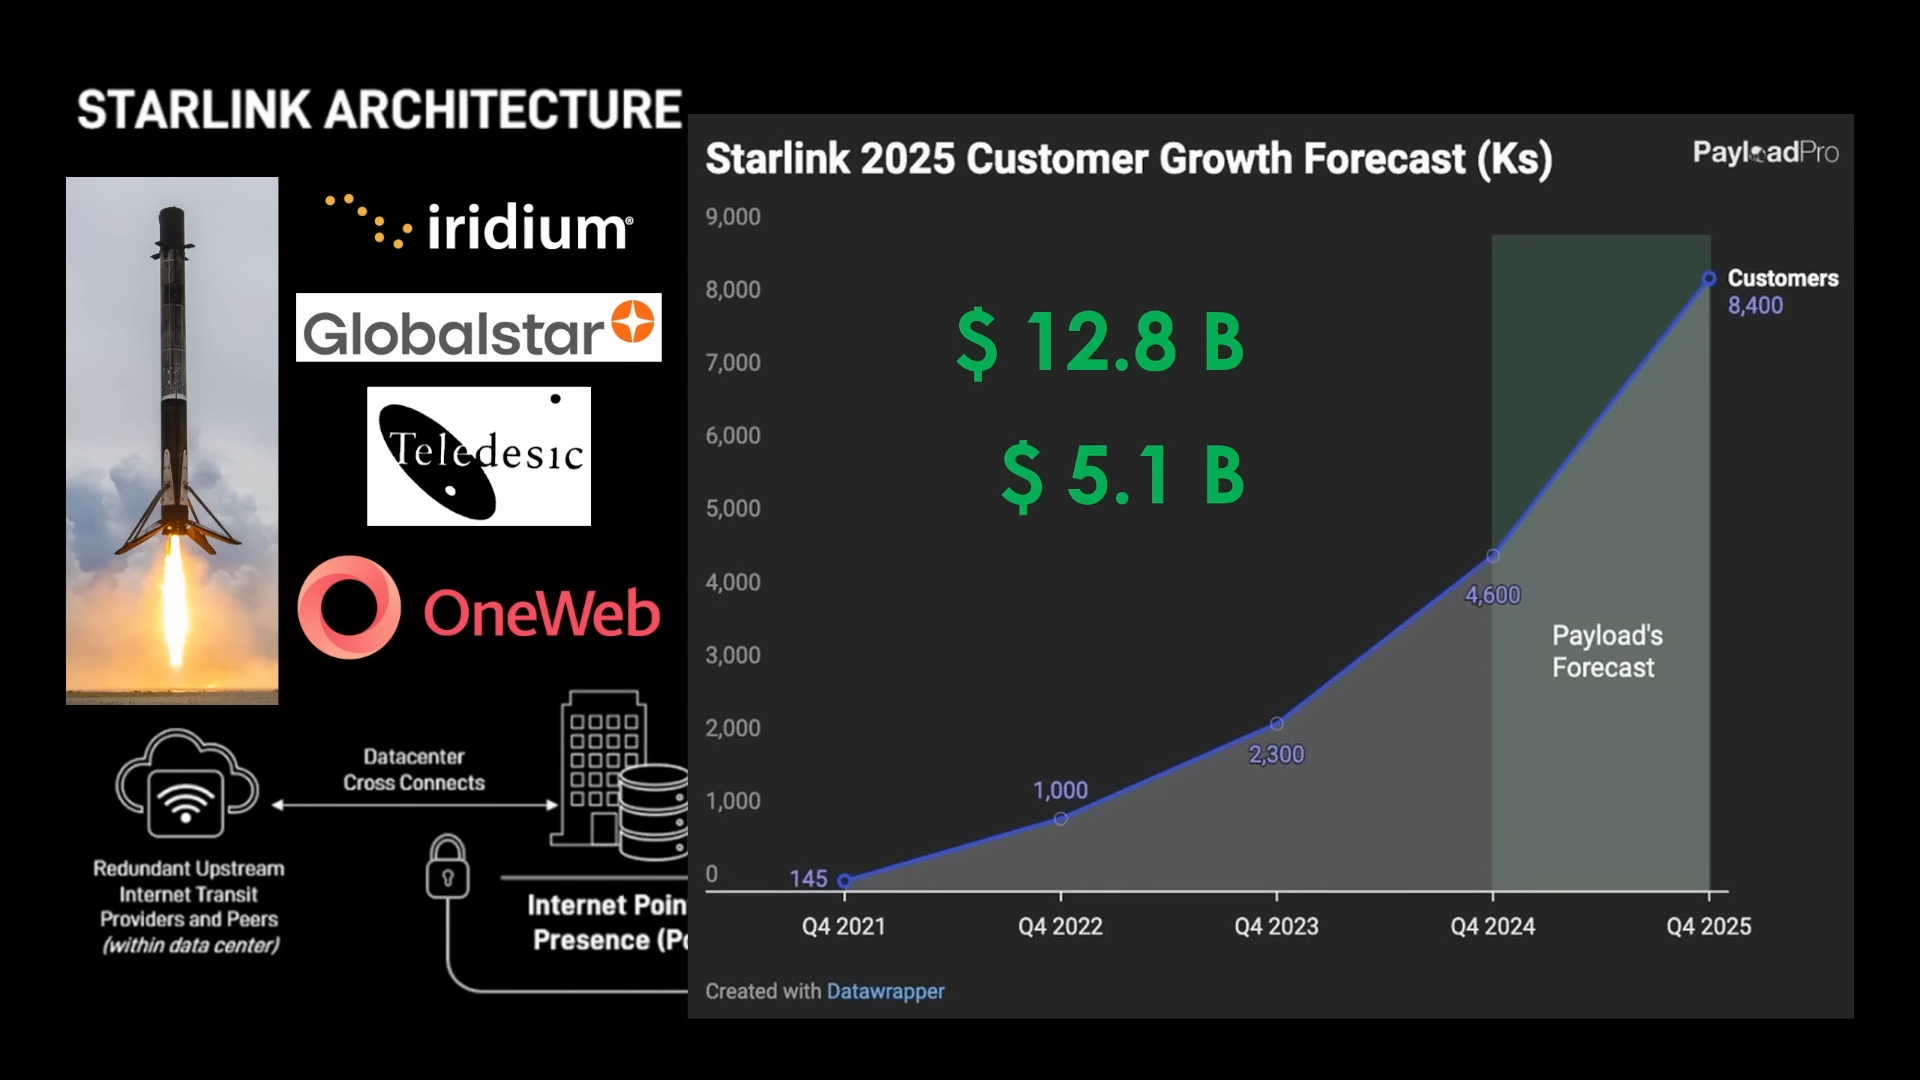 STARLINK ARCHITECTURE
iridium®
Globalstar
Teledesic
OneWeb
Datacenter
Cross Connects
Redundant Upstream
Internet Transit
Providers and Peers
(within data center)
Internet Poin
Presence (Po
Starlink 2025 Customer Growth Forecast (Ks)
PayloadPro
9,000
8,000
7,000
6,000
5,000
4,000
3,000
2,000
1,000
0
$ 12.8 B
$ 5.1 B
Customers
8,400
4,600
2,300
1,000
145
Payload's
Forecast
Q4 2021
Q4 2022
Q4 2023
Q4 2024
Q4 2025
Created with Datawrapper